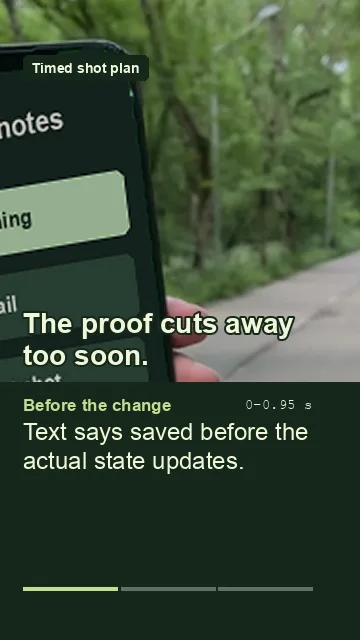 Timed shot plan
notes
ail
The proof cuts away
too soon.
Before the change
0–0.95 s
Text says saved before the
actual state updates.